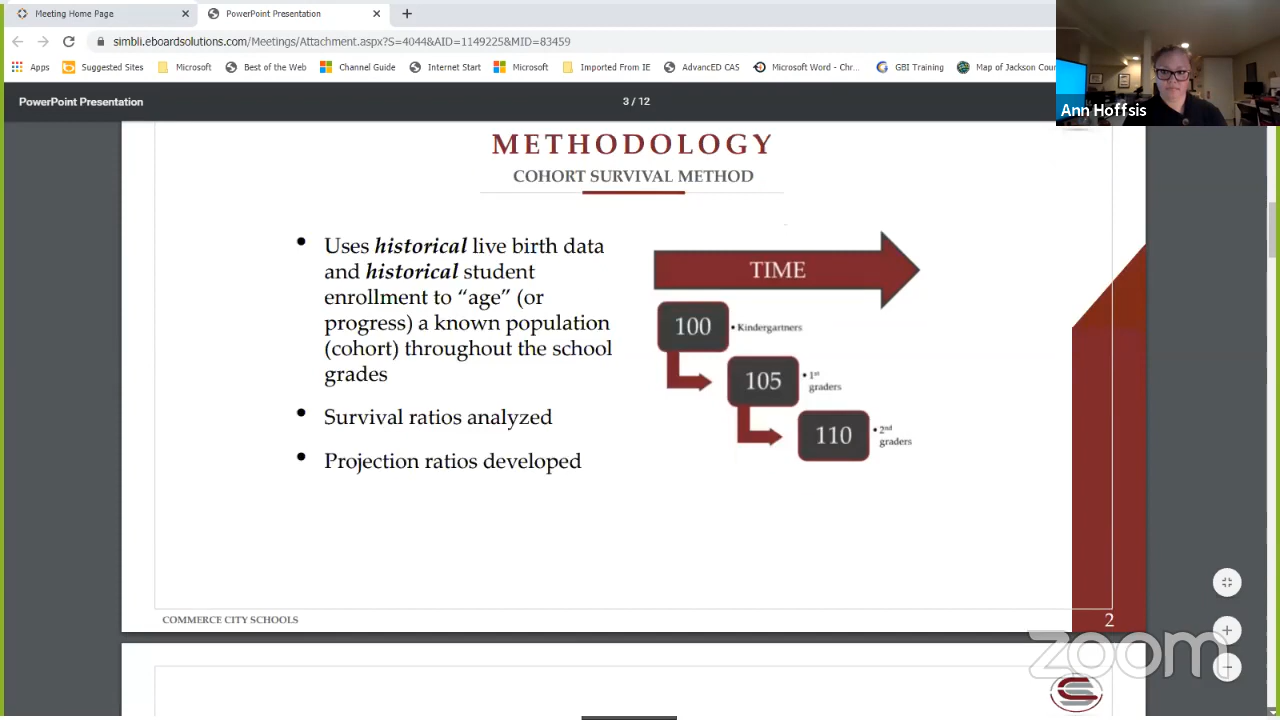 Meeting Home Page
PowerPoint Presentation
simbli.eboardsolutions.com/Meetings/Attachment.aspx?S=4044&AID=1149225&MID=83459
Apps
Suggested Sites
Microsoft
Best of the Web
Channel Guide
Internet Start
Microsoft
Imported From IE
AdvancED CAS
Microsoft Word - Chr...
GBI Training
Map of Jackson Coun
Ann Hoffsis
PowerPoint Presentation
3 / 12
METHODOLOGY
COHORT SURVIVAL METHOD
• Uses historical live birth data
and historical student
enrollment to “age” (or
progress) a known population
(cohort) throughout the school
grades
• Survival ratios analyzed
• Projection ratios developed
TIME
100
• Kindergartners
105
• 1st
graders
110
• 2nd
graders
COMMERCE CITY SCHOOLS
2
zoom